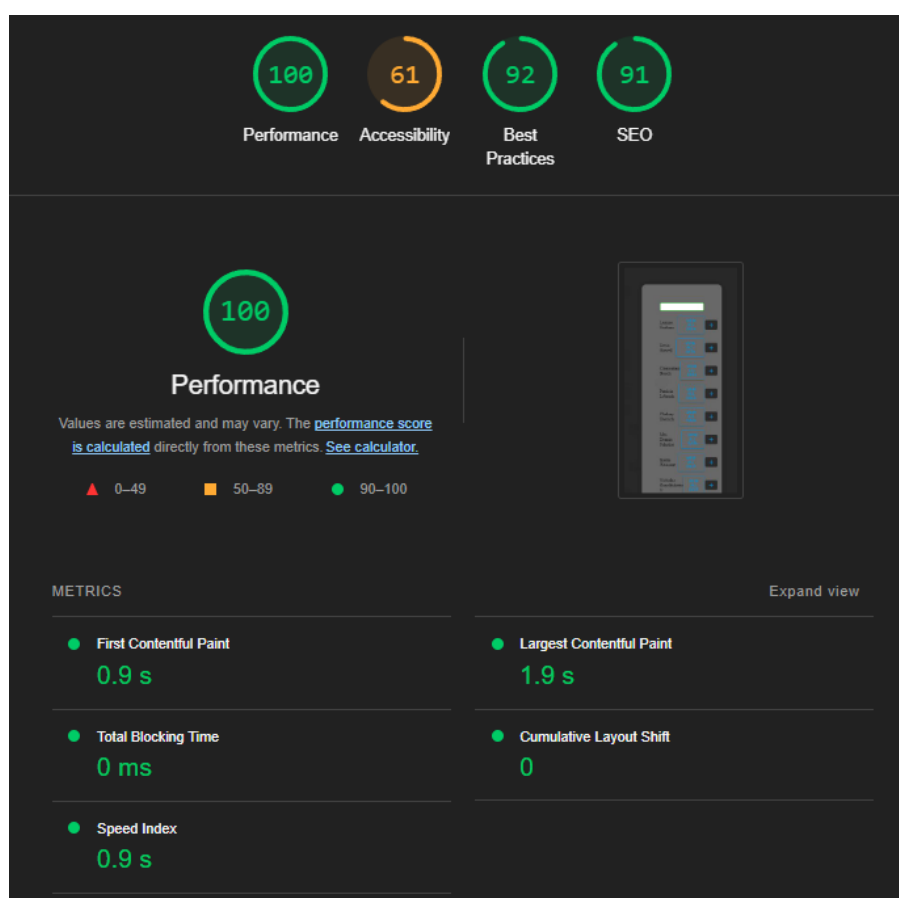 100
61
92
91
Performance
Accessibility
Best
Practices
SEO
100
Performance
Values are estimated and may vary. The performance score
is calculated directly from these metrics. See calculator.
0–49
50–89
90–100
METRICS
Expand view
First Contentful Paint
0.9 s
Largest Contentful Paint
1.9 s
Total Blocking Time
0 ms
Cumulative Layout Shift
0
Speed Index
0.9 s